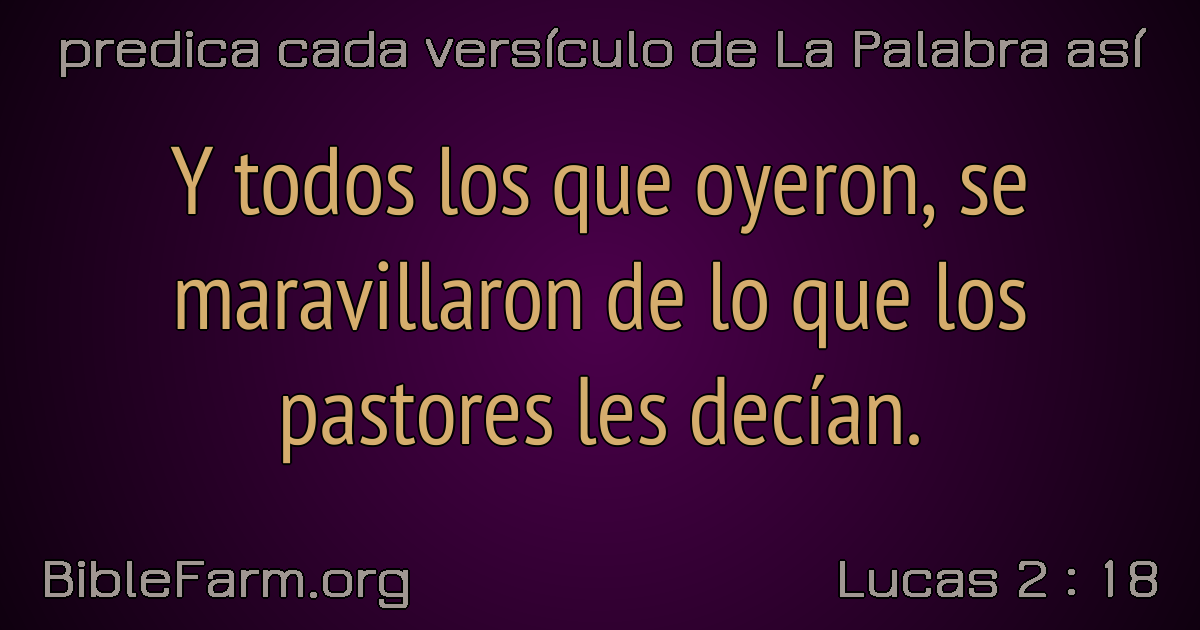 predica cada versículo de La Palabra así
Y todos los que oyeron, se
maravillaron de lo que los
pastores les decían.
BibleFarm.org
Lucas 2 : 18